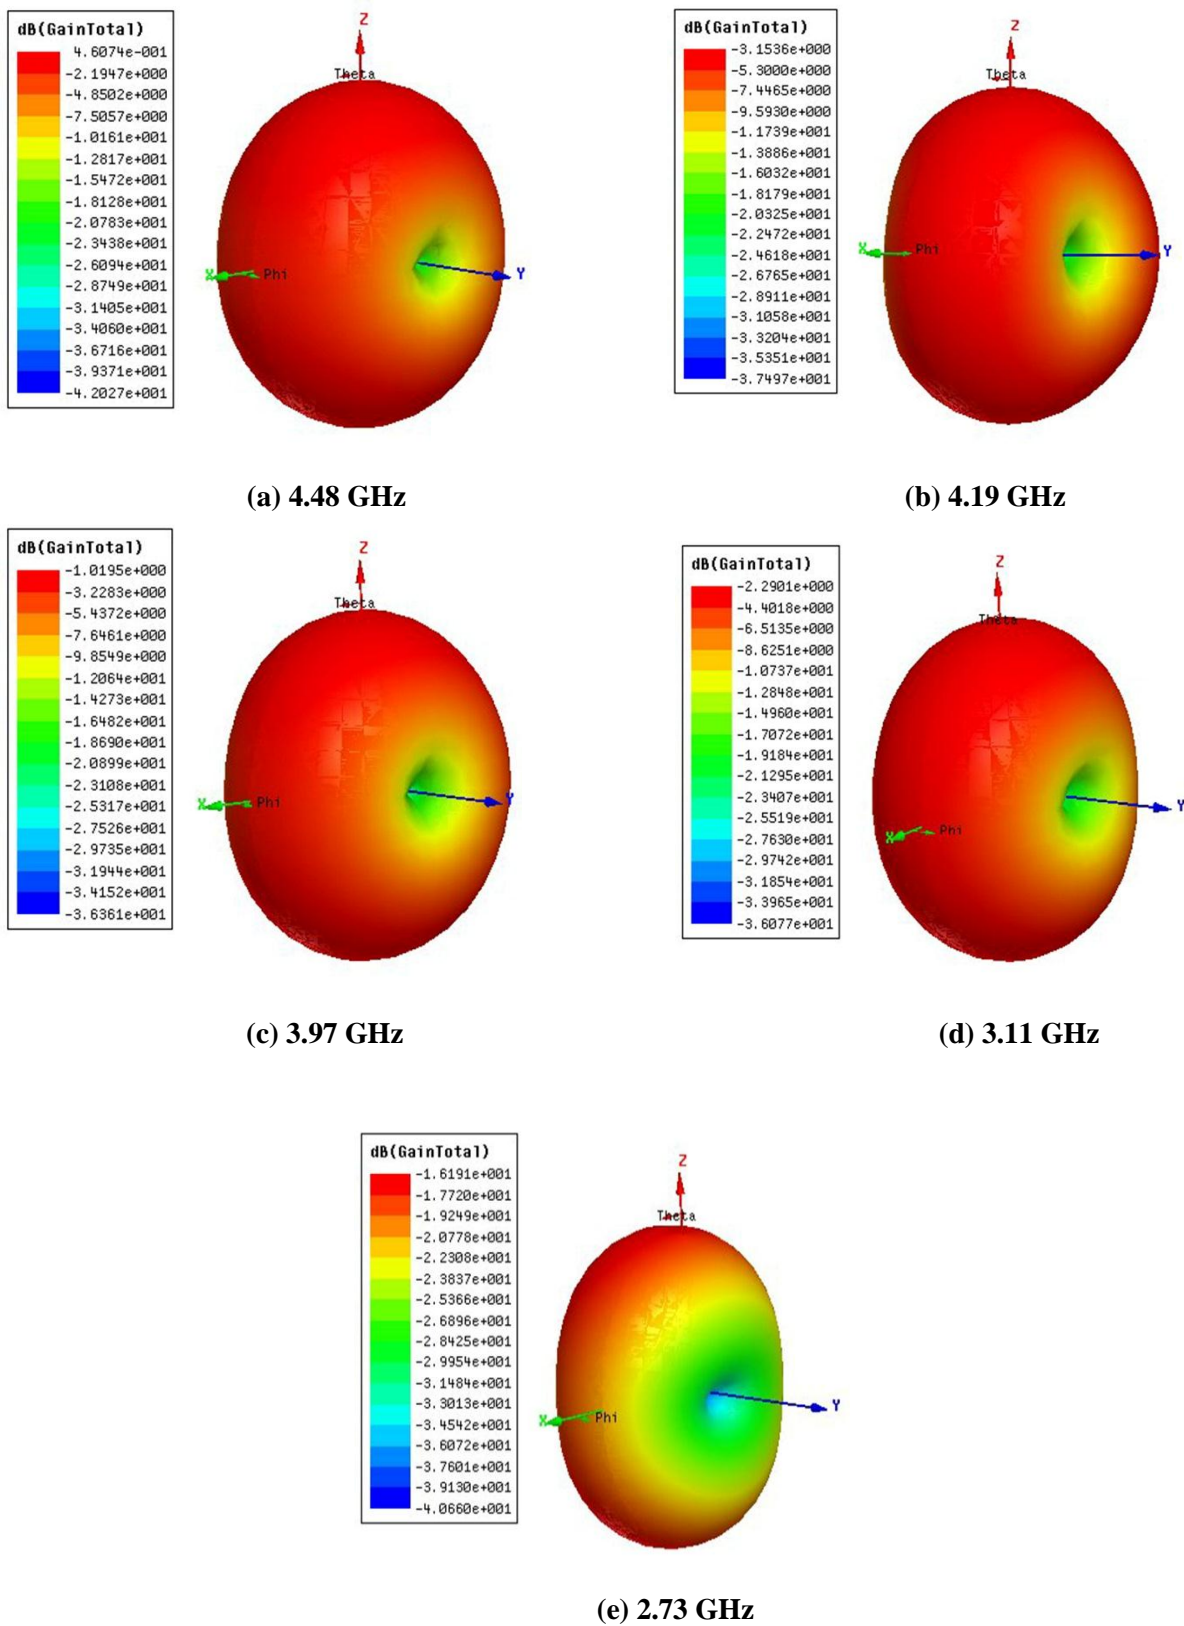 dB(GainTotal)
4.6074e-001
-2.1947e+000
-4.8502e+000
-7.5057e+000
-1.0161e+001
-1.2817e+001
-1.5472e+001
-1.8128e+001
-2.0783e+001
-2.3438e+001
-2.6094e+001
-2.8749e+001
-3.1405e+001
-3.4060e+001
-3.6716e+001
-3.9371e+001
-4.2027e+001
Z
Theta
X
Phi
Y
(a) 4.48 GHz
dB(GainTotal)
-3.1536e+000
-5.3000e+000
-7.4465e+000
-9.5930e+000
-1.1739e+001
-1.3886e+001
-1.6032e+001
-1.8179e+001
-2.0325e+001
-2.2472e+001
-2.4618e+001
-2.6765e+001
-2.8911e+001
-3.1058e+001
-3.3204e+001
-3.5351e+001
-3.7497e+001
Z
Theta
X
Phi
Y
(b) 4.19 GHz
dB(GainTotal)
-1.0195e+000
-3.2283e+000
-5.4372e+000
-7.6461e+000
-9.8549e+000
-1.2064e+001
-1.4273e+001
-1.6482e+001
-1.8690e+001
-2.0899e+001
-2.3108e+001
-2.5317e+001
-2.7526e+001
-2.9735e+001
-3.1944e+001
-3.4152e+001
-3.6361e+001
Z
Theta
X
Phi
Y
(c) 3.97 GHz
dB(GainTotal)
-2.2901e+000
-4.4018e+000
-6.5135e+000
-8.6251e+000
-1.0737e+001
-1.2848e+001
-1.4960e+001
-1.7072e+001
-1.9184e+001
-2.1295e+001
-2.3407e+001
-2.5519e+001
-2.7630e+001
-2.9742e+001
-3.1854e+001
-3.3965e+001
-3.6077e+001
Z
Theta
X
Phi
Y
(d) 3.11 GHz
dB(GainTotal)
-1.6191e+001
-1.7720e+001
-1.9249e+001
-2.0778e+001
-2.2308e+001
-2.3837e+001
-2.5366e+001
-2.6896e+001
-2.8425e+001
-2.9954e+001
-3.1484e+001
-3.3013e+001
-3.4542e+001
-3.6072e+001
-3.7601e+001
-3.9130e+001
-4.0660e+001
Z
Theta
X
Phi
Y
(e) 2.73 GHz